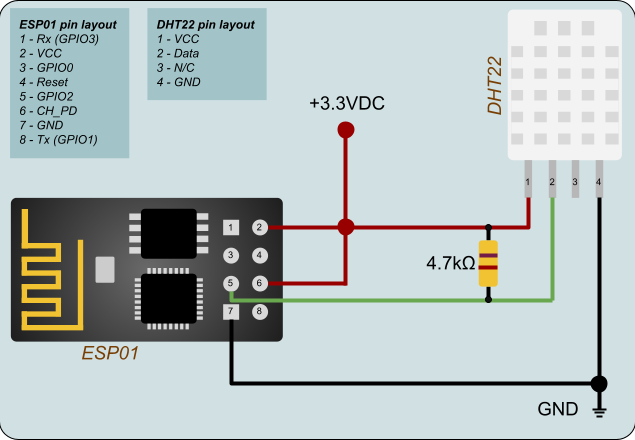 ESP01 pin layout
1 - Rx (GPIO3)
2 - VCC
3 - GPIO0
4 - Reset
5 - GPIO2
6 - CH_PD
7 - GND
8 - Tx (GPIO1)
DHT22 pin layout
1 - VCC
2 - Data
3 - N/C
4 - GND
+3.3VDC
DHT22
1 2 3 4
1 2
3 4
5 6
7 8
4.7kΩ
ESP01
GND